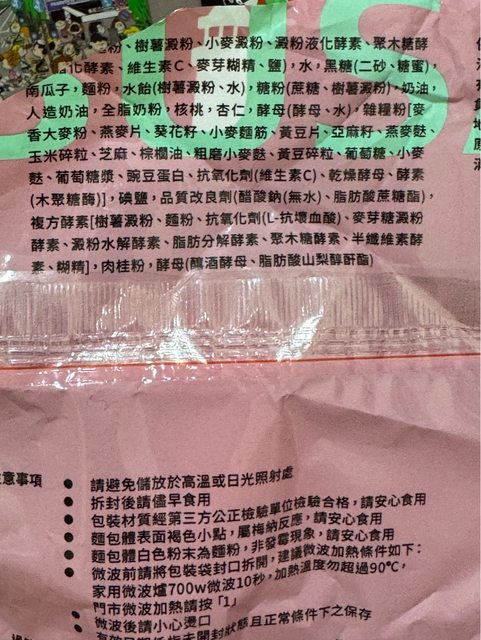 粉、樹薯澱粉、小麥澱粉、澱粉液化酵素、聚木糖酵
化酵素、維生素C、麥芽糊精、鹽),水,黑糖(二砂、糖蜜),
南瓜子,麵粉,水飴(樹薯澱粉、水),糖粉(蔗糖、樹薯澱粉),奶油,
人造奶油,全脂奶粉,核桃,杏仁,酵母(酵母、水),雜糧粉[麥
香大麥粉、燕麥片、葵花籽、小麥麵筋、黃豆片、亞麻籽、燕麥麩、
玉米碎粒、芝麻、棕櫚油、粗磨小麥麩、黃豆碎粒、葡萄糖、小麥
麩、葡萄糖漿、豌豆蛋白、抗氧化劑(維生素C)、乾燥酵母、酵素
(木聚糖酶)],碘鹽,品質改良劑(醋酸鈉(無水)、脂肪酸蔗糖酯),
複方酵素[樹薯澱粉、麵粉、抗氧化劑(L-抗壞血酸)、麥芽糖澱粉
酵素、澱粉水解酵素、脂肪分解酵素、聚木糖酵素、半纖維素酵
素、糊精],肉桂粉,酵母(釀酒酵母、脂肪酸山梨醇酐酯)
意事項
● 請避免儲放於高溫或日光照射處
● 拆封後請儘早食用
● 包裝材質經第三方公正檢驗單位檢驗合格,請安心食用
● 麵包體表面褐色小點,屬梅納反應,請安心食用
● 麵包體白色粉末為麵粉,非發霉現象,請安心食用
● 微波前請將包裝袋封口拆開,建議微波加熱條件如下:
家用微波爐700w微波10秒,加熱溫度勿超過90℃,
門市微波加熱請按「1」
● 微波後請小心燙口
● 有效日期係指未開封狀態且正常條件下之保存